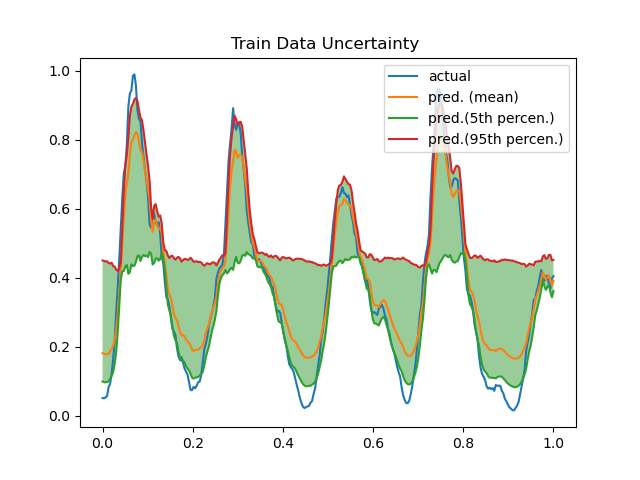 Train Data Uncertainty
actual
pred. (mean)
pred.(5th percen.)
pred.(95th percen.)
1.0
0.8
0.6
0.4
0.2
0.0
0.0 0.2 0.4 0.6 0.8 1.0